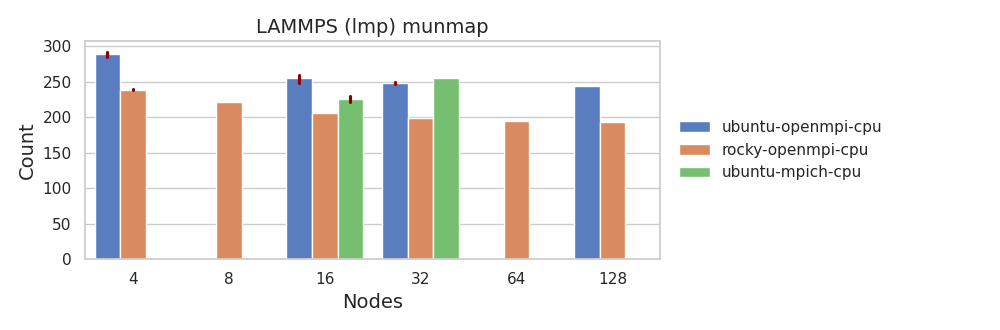 LAMMPS (lmp) munmap
Count
300
250
200
150
100
50
0
4 8 16 32 64 128
Nodes
ubuntu-openmpi-cpu
rocky-openmpi-cpu
ubuntu-mpich-cpu